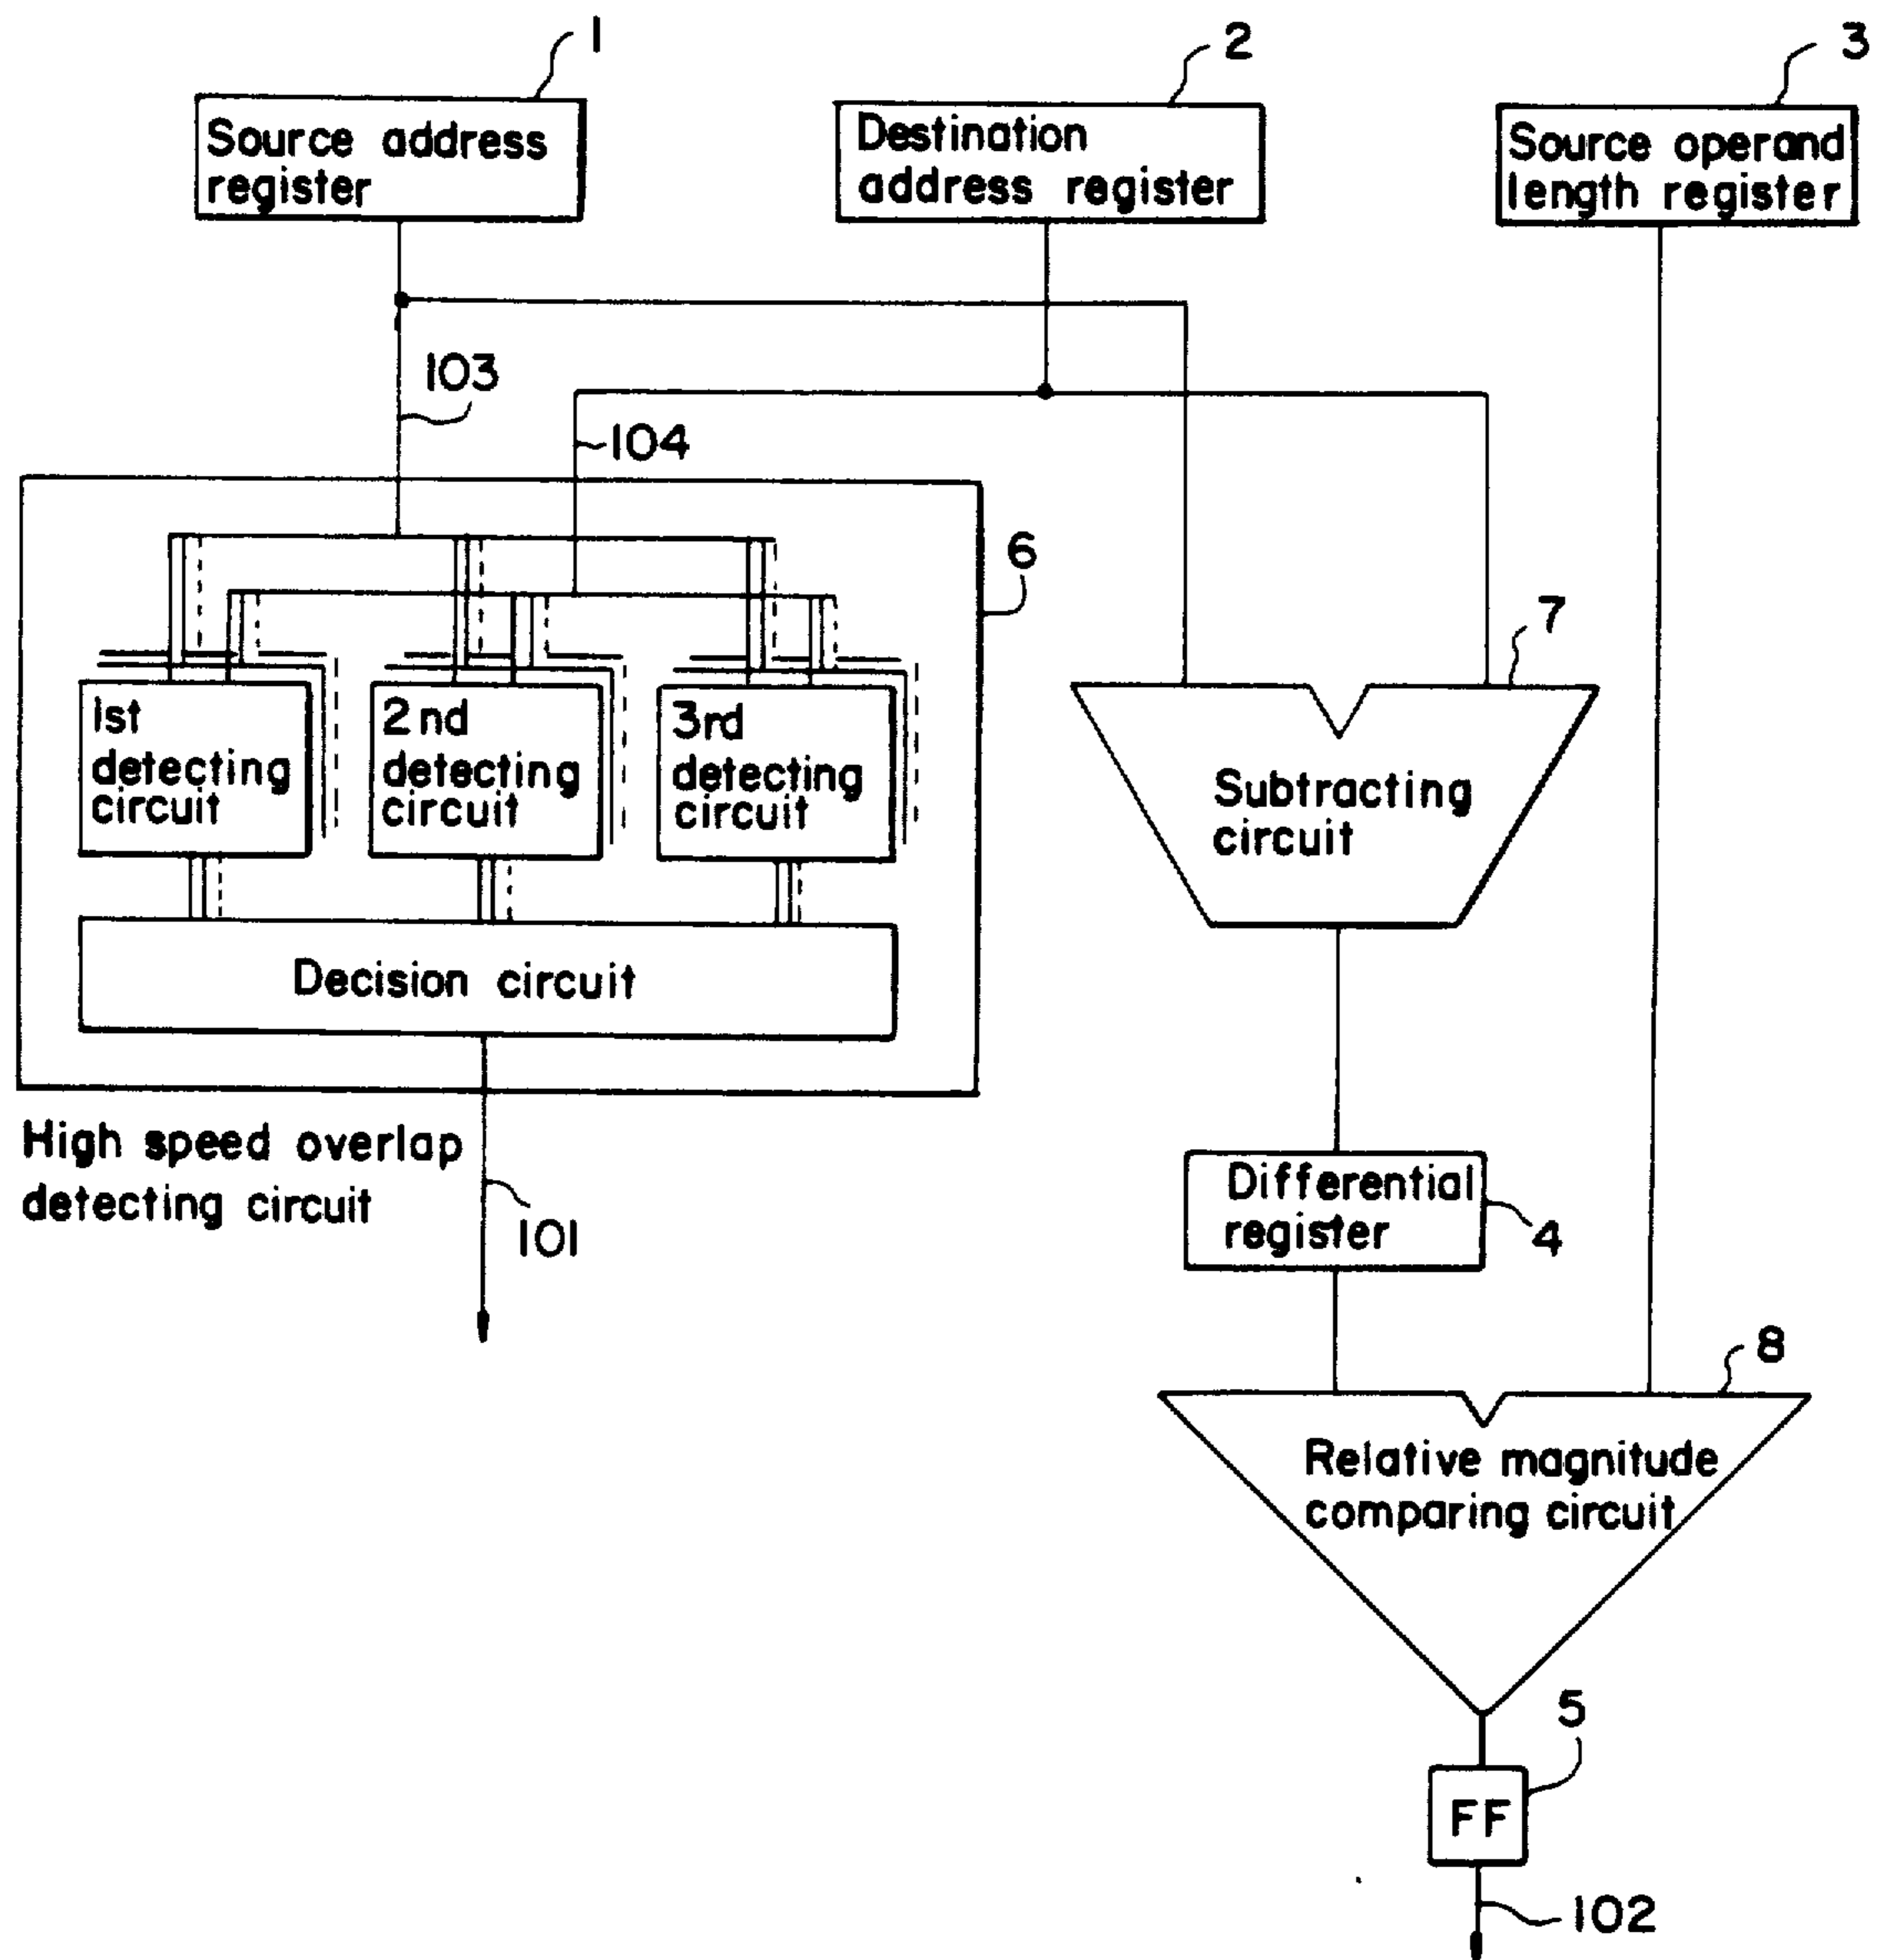 1
2
3
Source address
register
Destination
address register
Source operand
length register
103
104
6
7
1st
detecting
circuit
2nd
detecting
circuit
3rd
detecting
circuit
Subtracting
circuit
Decision circuit
High speed overlap
detecting circuit
101
Differential
register
4
8
Relative magnitude
comparing circuit
5
FF
102